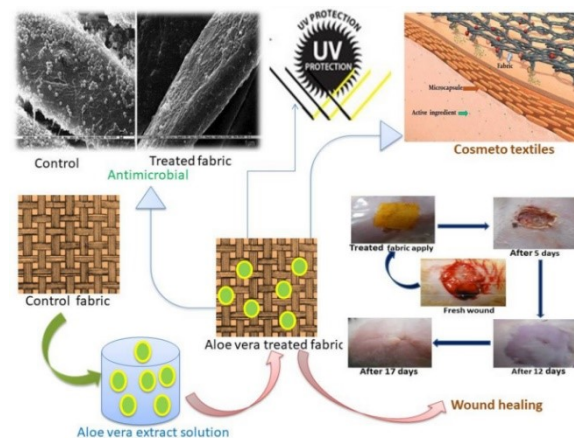 UV
PROTECTION
UV
PROTECTION
Fabric
Microcapsule
Active ingredient
Control
Treated fabric
Antimicrobial
Cosmeto textiles
Treated fabric apply
After 5 days
Control fabric
Fresh wound
Aloe vera treated fabric
After 17 days
After 12 days
Wound healing
Aloe vera extract solution